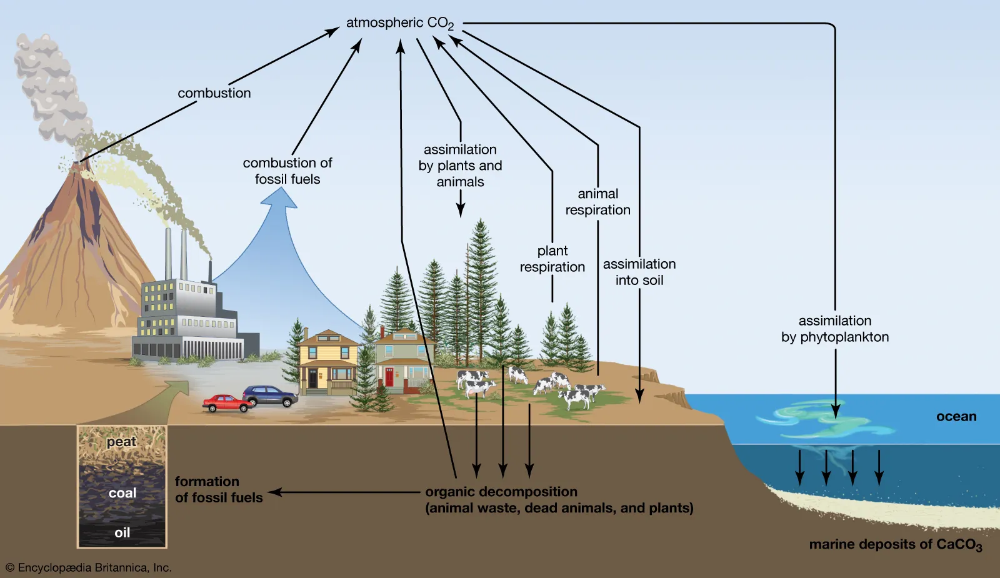 atmospheric CO₂
combustion
combustion of
fossil fuels
assimilation
by plants and
animals
animal
respiration
plant
respiration
assimilation
into soil
assimilation
by phytoplankton
ocean
peat
coal
oil
formation
of fossil fuels
organic decomposition
(animal waste, dead animals, and plants)
marine deposits of CaCO₃
© Encyclopædia Britannica, Inc.